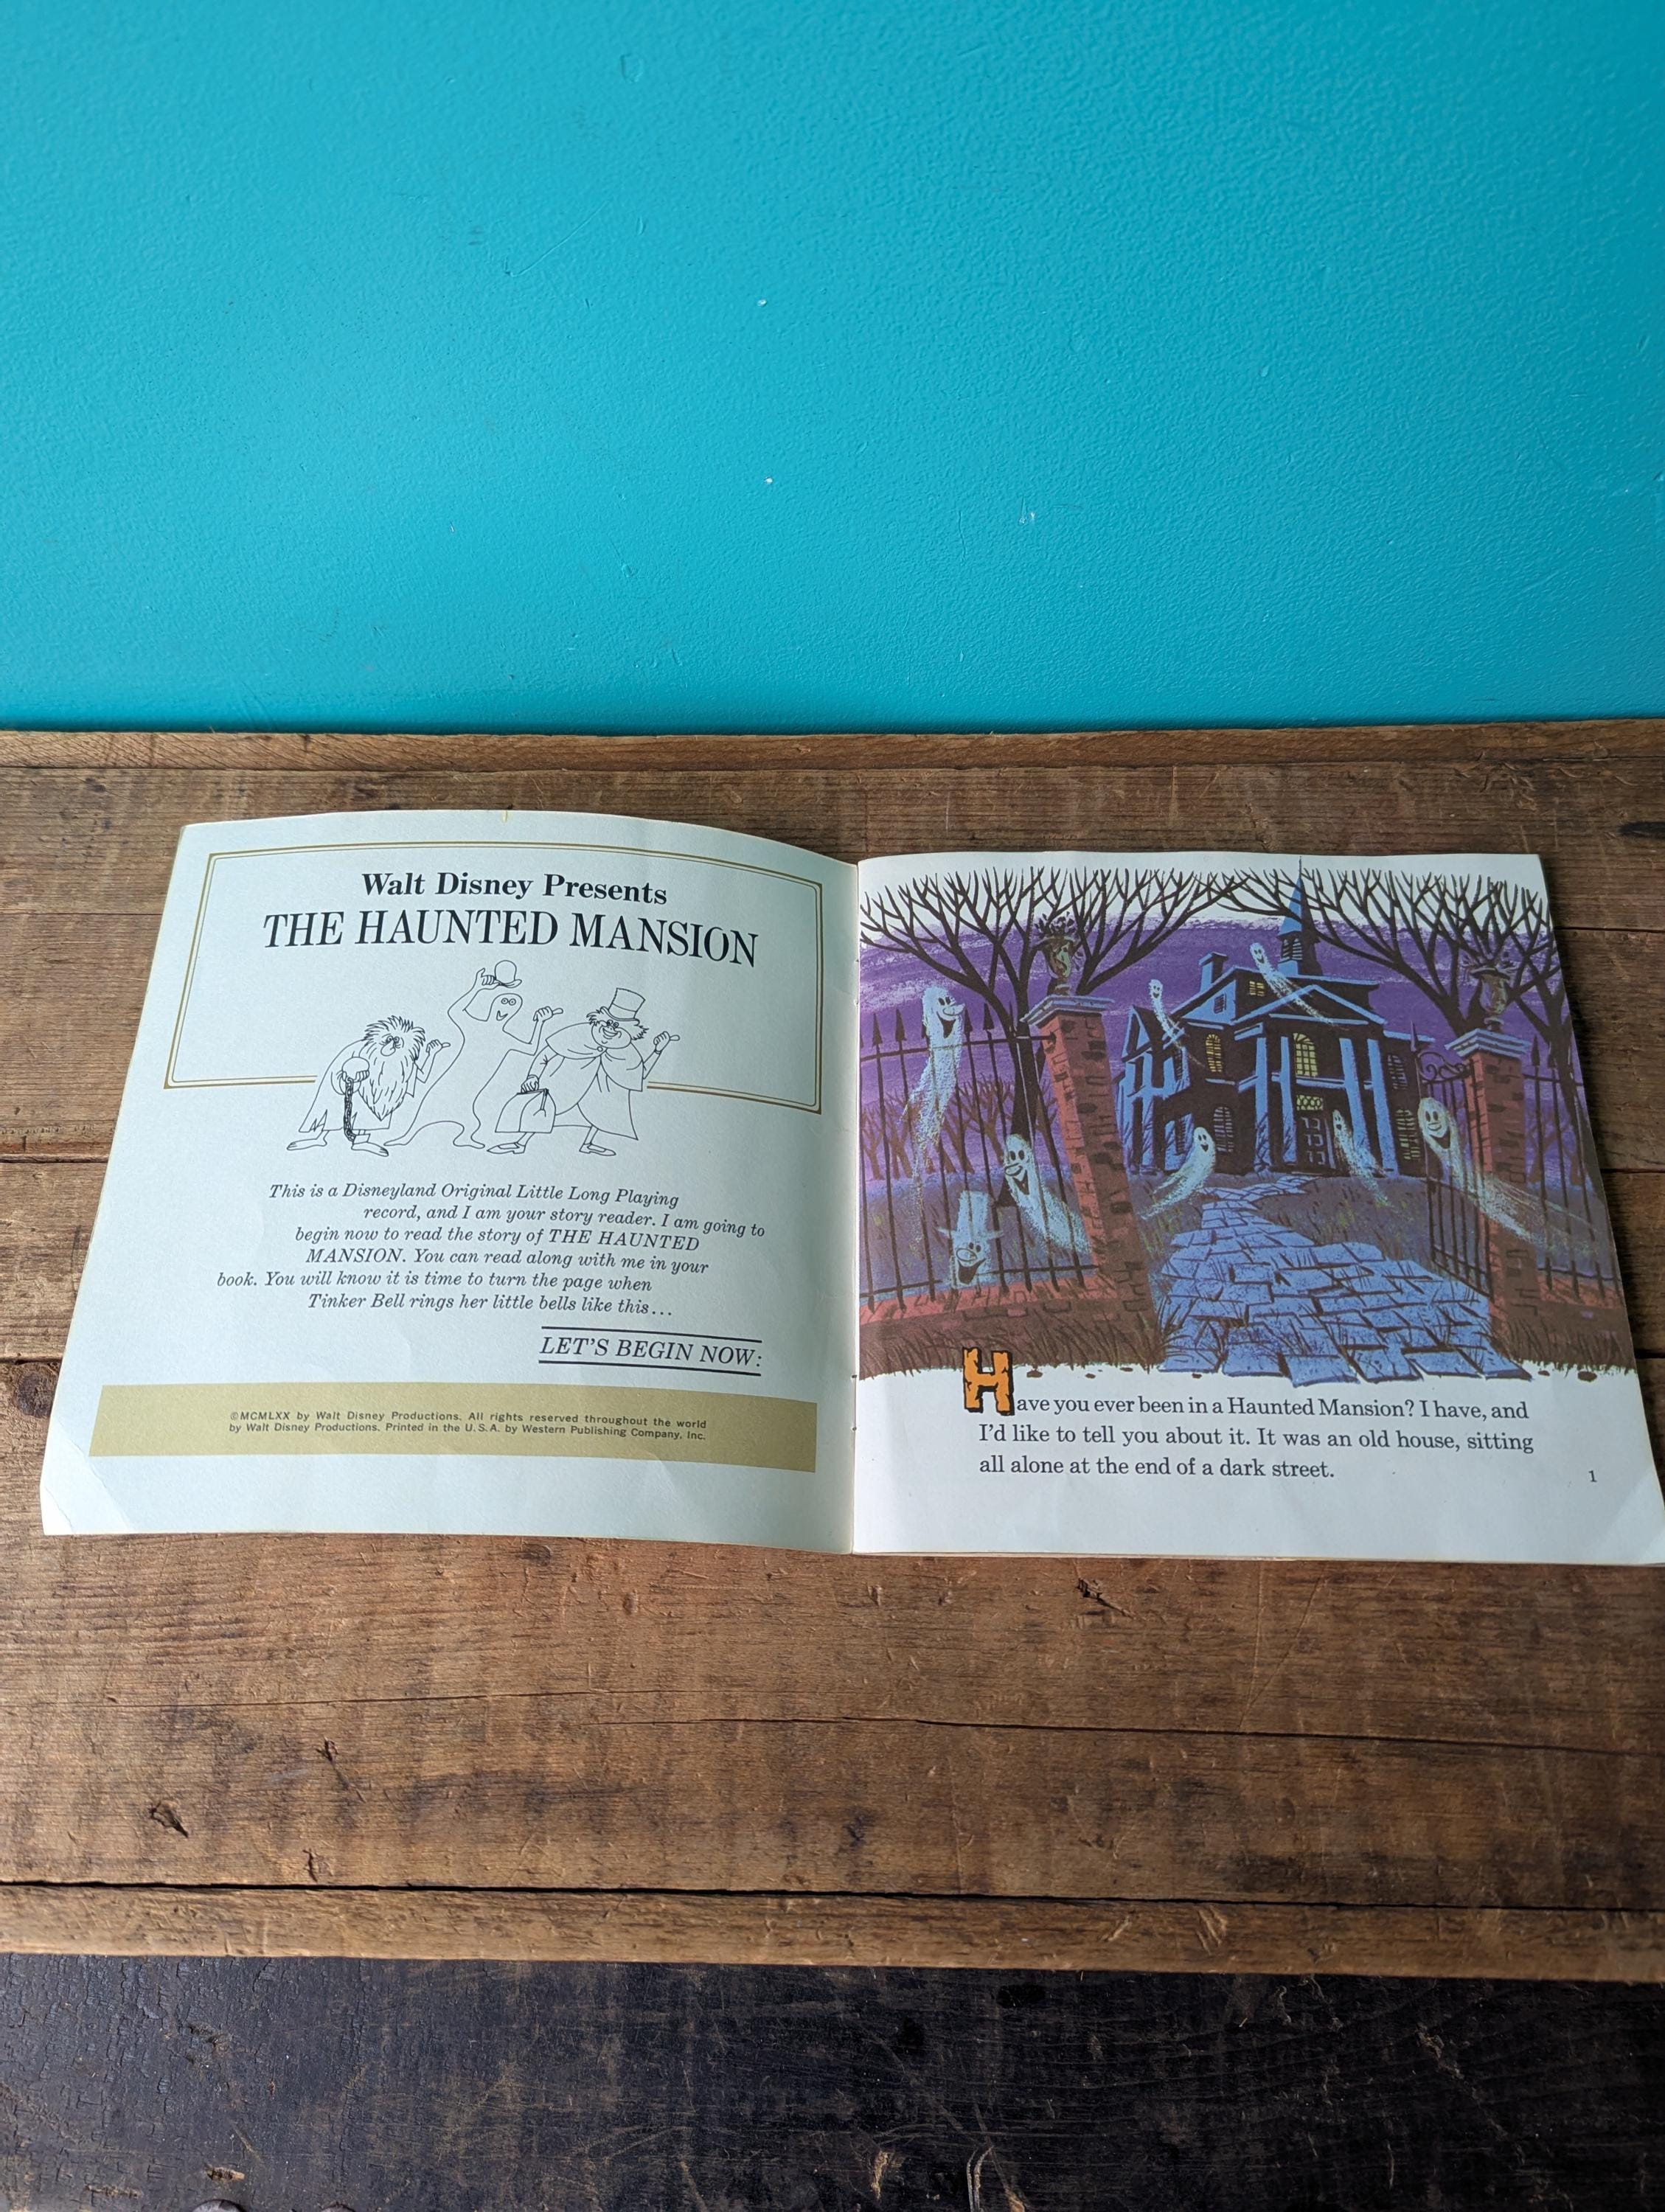 Walt Disney Presents
THE HAUNTED MANSION
This is a Disneyland Original Little Long Playing
record, and I am your story reader. I am going to
begin now to read the story of THE HAUNTED
MANSION. You can read along with me in your
book. You will know it is time to turn the page when
Tinker Bell rings her little bells like this...
LET'S BEGIN NOW:
©MCMLXX by Walt Disney Productions. All rights reserved throughout the world
by Walt Disney Productions. Printed in the U.S.A. by Western Publishing Company, Inc.
Have you ever been in a Haunted Mansion? I have, and
I'd like to tell you about it. It was an old house, sitting
all alone at the end of a dark street.
1